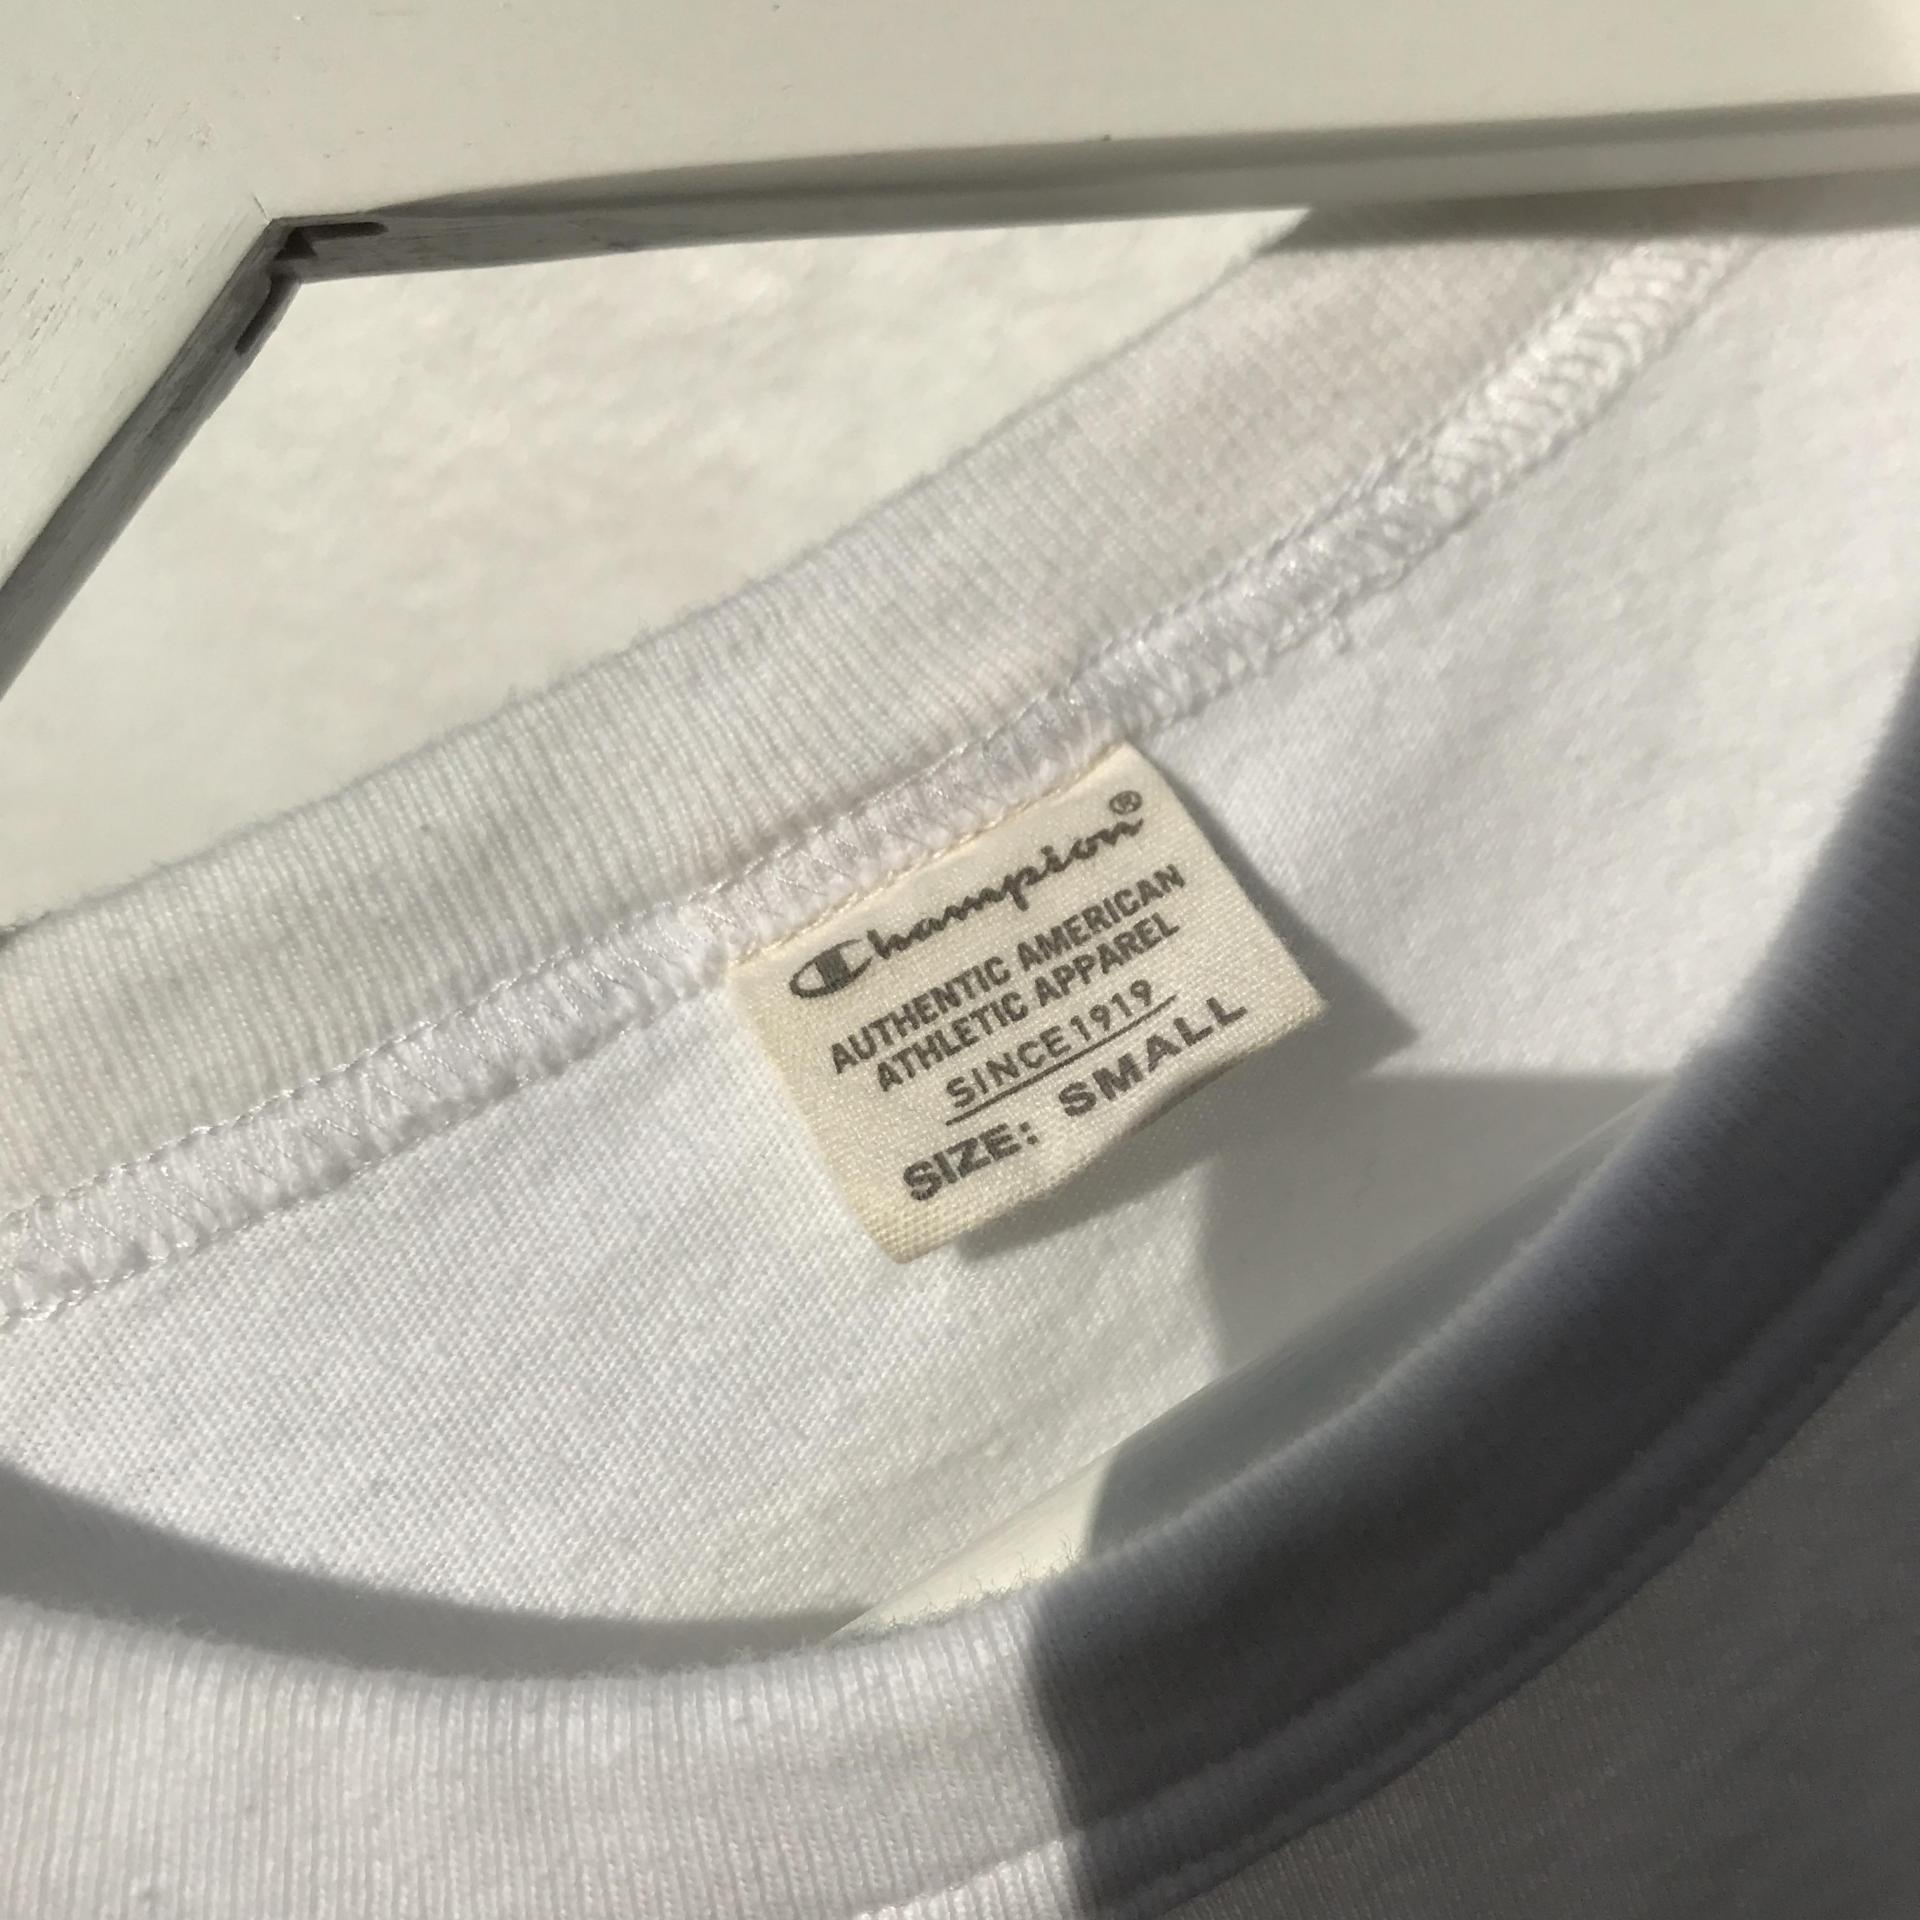 Champion®
AUTHENTIC AMERICAN
ATHLETIC APPAREL
SINCE 1919
SIZE: SMALL